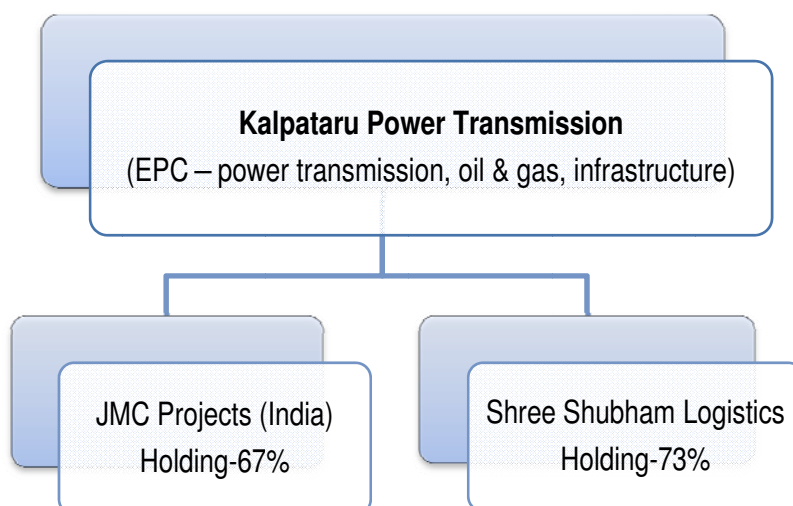 Kalpataru Power Transmission
(EPC – power transmission, oil & gas, infrastructure)
JMC Projects (India)
Holding-67%
Shree Shubham Logistics
Holding-73%